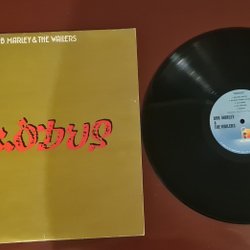 B MARLEY & THE WAILERS
xodus
BOB MARLEY
&
THE WAILERS